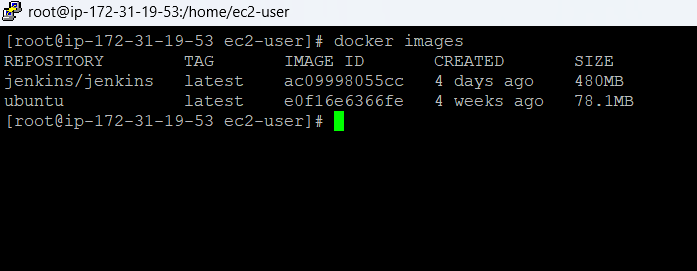 root@ip-172-31-19-53:/home/ec2-user
[root@ip-172-31-19-53 ec2-user]# docker images
REPOSITORY        TAG       IMAGE ID       CREATED       SIZE
jenkins/jenkins   latest    ac09998055cc   4 days ago    480MB
ubuntu            latest    e0f16e6366fe   4 weeks ago   78.1MB
[root@ip-172-31-19-53 ec2-user]#